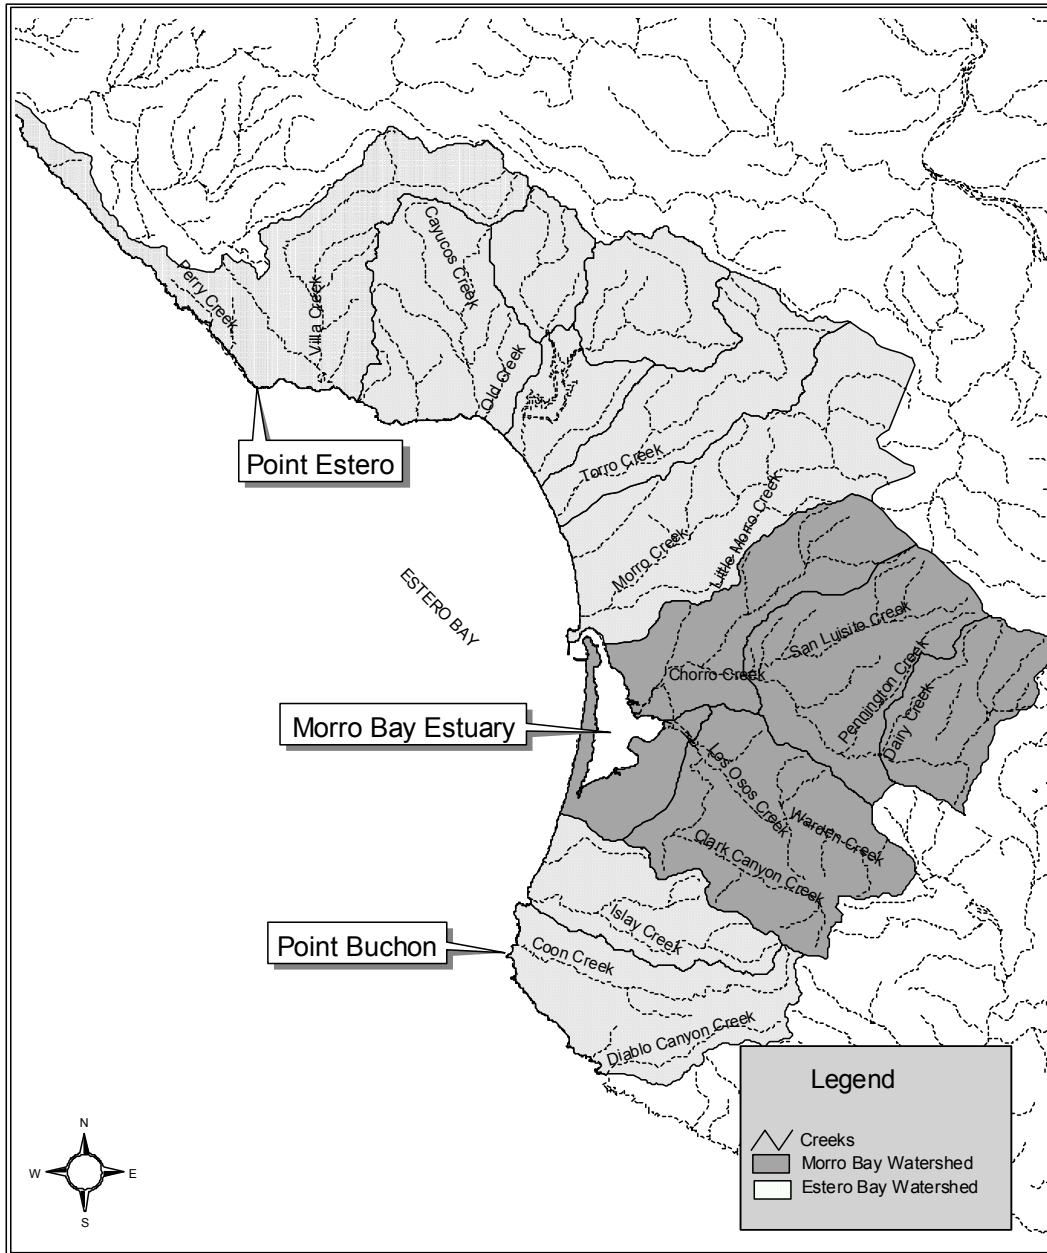 Cayucos Creek
Perry Creek
Villa Creek
Old Creek
Point Estero
Torro Creek
Little Morro Creek
Morro Creek
ESTERO BAY
San Luisito Creek
Chorro Creek
Pennington Creek
Dairy Creek
Morro Bay Estuary
Los Osos Creek
Warden Creek
Clark Canyon Creek
Islay Creek
Point Buchon
Coon Creek
Diablo Canyon Creek
Legend
Creeks
Morro Bay Watershed
Estero Bay Watershed
N
W
E
S